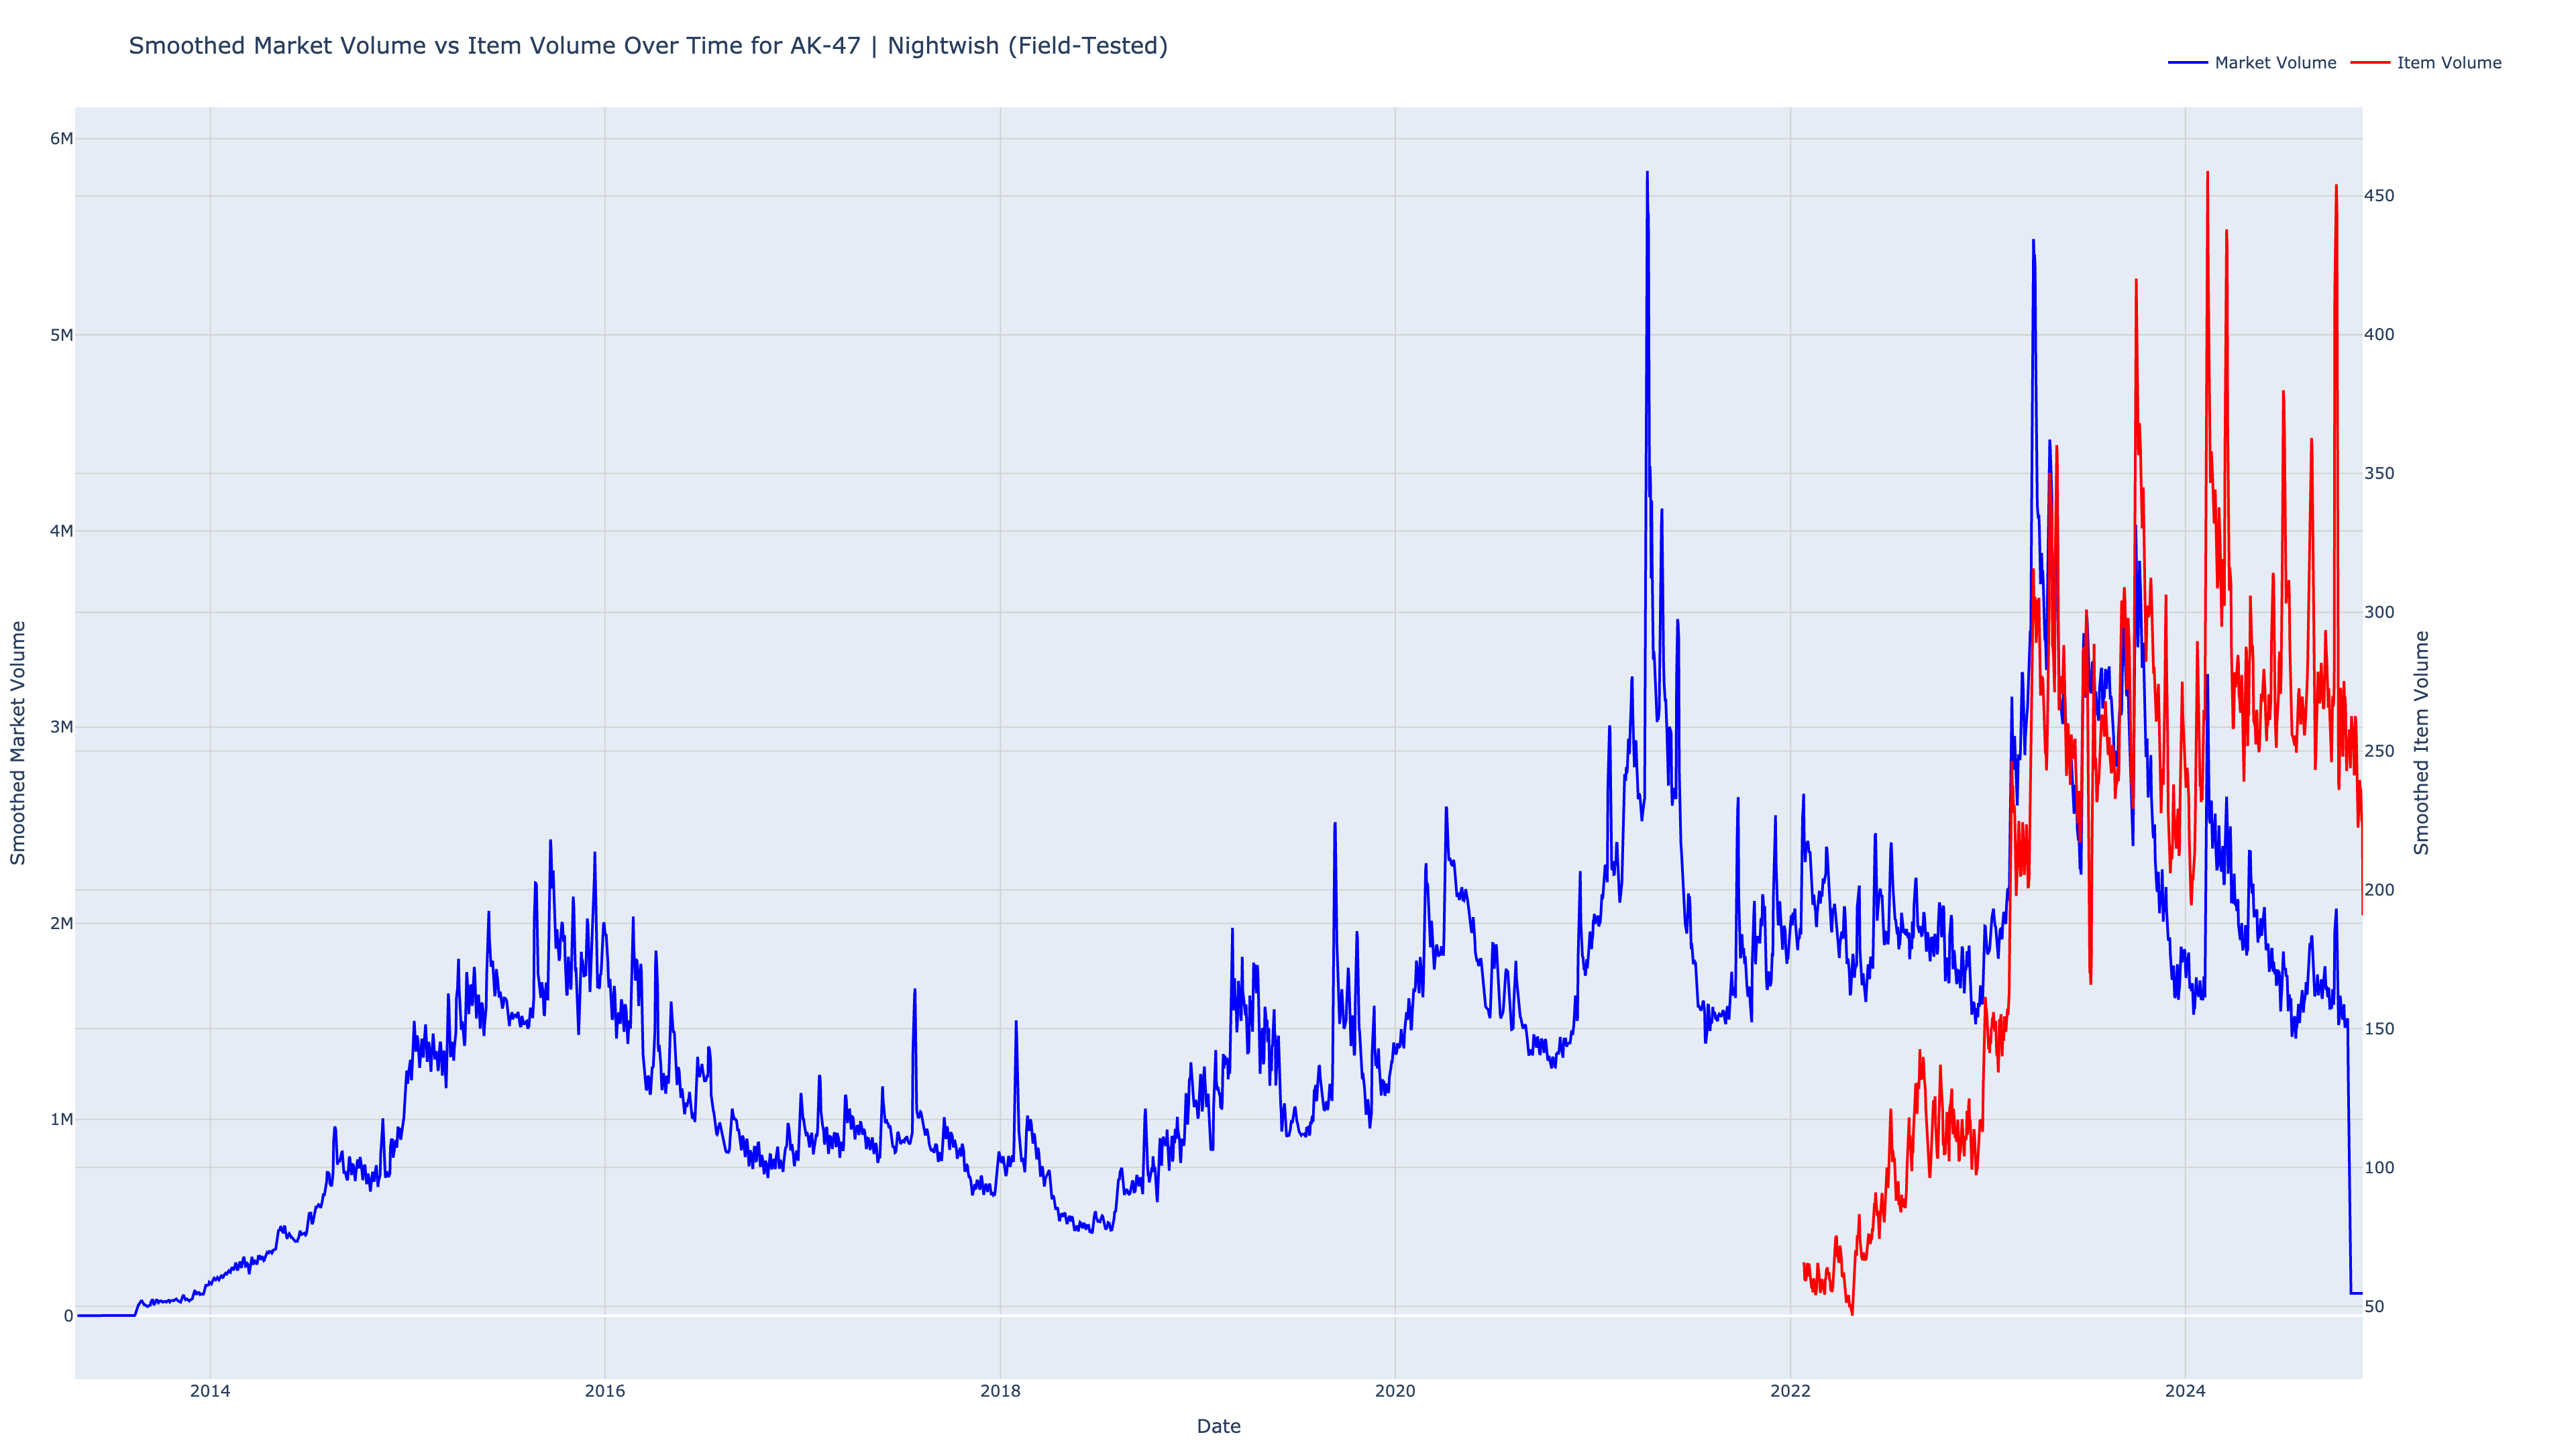 Smoothed Market Volume vs Item Volume Over Time for AK-47 | Nightwish (Field-Tested)
Market Volume
Item Volume
6M
5M
4M
3M
2M
1M
0
Smoothed Market Volume
450
400
350
300
250
200
150
100
50
Smoothed Item Volume
2014
2016
2018
2020
2022
2024
Date